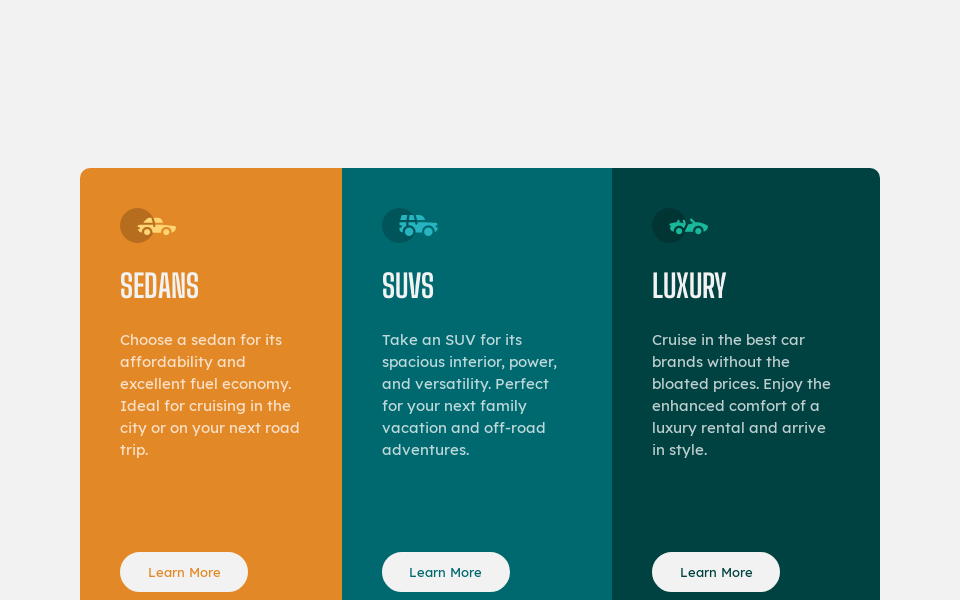 SEDANS
Choose a sedan for its
affordability and
excellent fuel economy.
Ideal for cruising in the
city or on your next road
trip.
Learn More
SUVS
Take an SUV for its
spacious interior, power,
and versatility. Perfect
for your next family
vacation and off-road
adventures.
Learn More
LUXURY
Cruise in the best car
brands without the
bloated prices. Enjoy the
enhanced comfort of a
luxury rental and arrive
in style.
Learn More